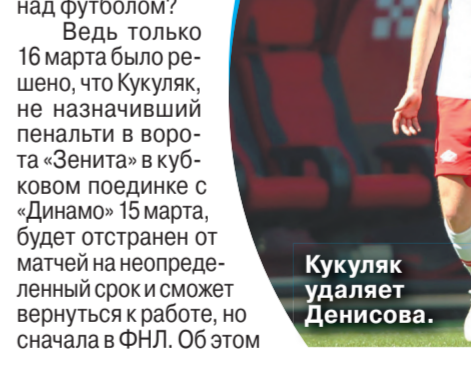 над футболом?
Ведь только
16 марта было ре-
шено, что Кукуляк,
не назначивший
пенальти в воро-
та «Зенита» в куб-
ковом поединке с
«Динамо» 15 марта,
будет отстранен от
матчей на неопреде-
ленный срок и сможет
вернуться к работе, но
сначала в ФНЛ. Об этом
Кукуляк
удаляет
Денисова.